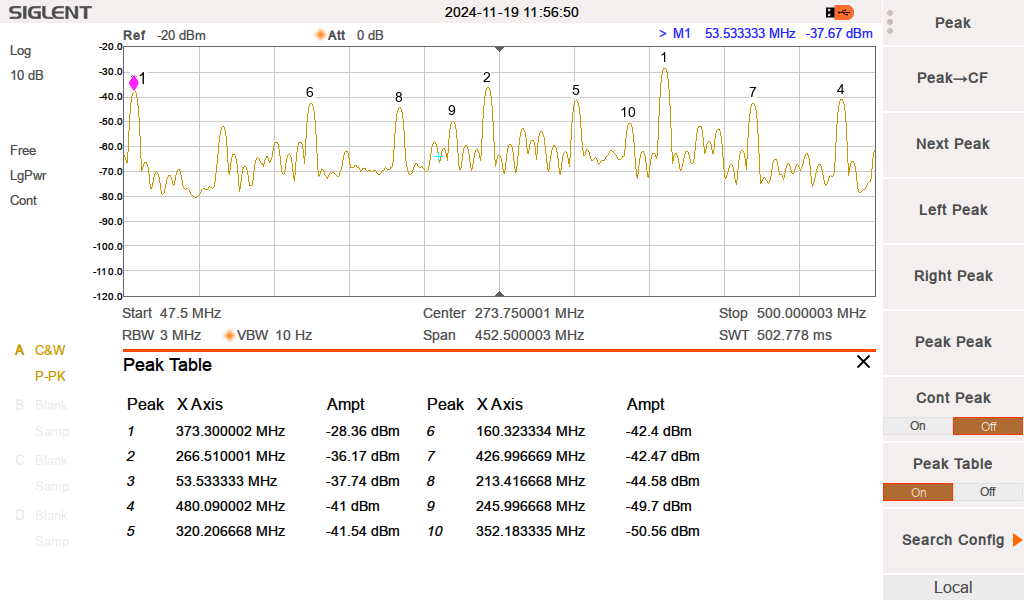 SIGLENT 2024-11-19 11:56:50 Peak
Ref -20 dBm Att 0 dB > M1 53.533333 MHz -37.67 dBm
Log
10 dB
Free
LgPwr
Cont
-20.0
-30.0
-40.0
-50.0
-60.0
-70.0
-80.0
-90.0
-100.0
-110.0
-120.0
1 6 8 9 2 5 10 1 7 4
Start 47.5 MHz Center 273.750001 MHz Stop 500.000003 MHz
RBW 3 MHz VBW 10 Hz Span 452.500003 MHz SWT 502.778 ms
A C&W
P-PK
B Blank
Samp
C Blank
Samp
D Blank
Samp
Peak Table
Peak X Axis Ampt Peak X Axis Ampt
1 373.300002 MHz -28.36 dBm 6 160.323334 MHz -42.4 dBm
2 266.510001 MHz -36.17 dBm 7 426.996669 MHz -42.47 dBm
3 53.533333 MHz -37.74 dBm 8 213.416668 MHz -44.58 dBm
4 480.090002 MHz -41 dBm 9 245.996668 MHz -49.7 dBm
5 320.206668 MHz -41.54 dBm 10 352.183335 MHz -50.56 dBm
Peak→CF
Next Peak
Left Peak
Right Peak
Peak Peak
Cont Peak
On Off
Peak Table
On Off
Search Config
Local